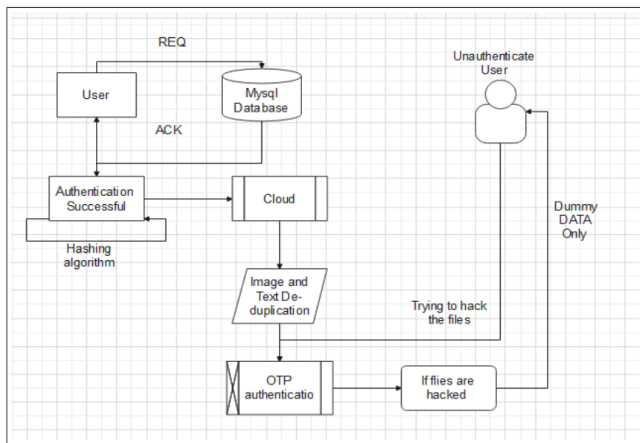 REQ
Unauthenticate
User
User
Mysql
Database
ACK
Authentication
Successful
Cloud
Hashing
algorithm
Dummy
DATA
Only
Image and
Text De-
duplication
Trying to hack
the files
OTP
authenticatio
If flies are
hacked